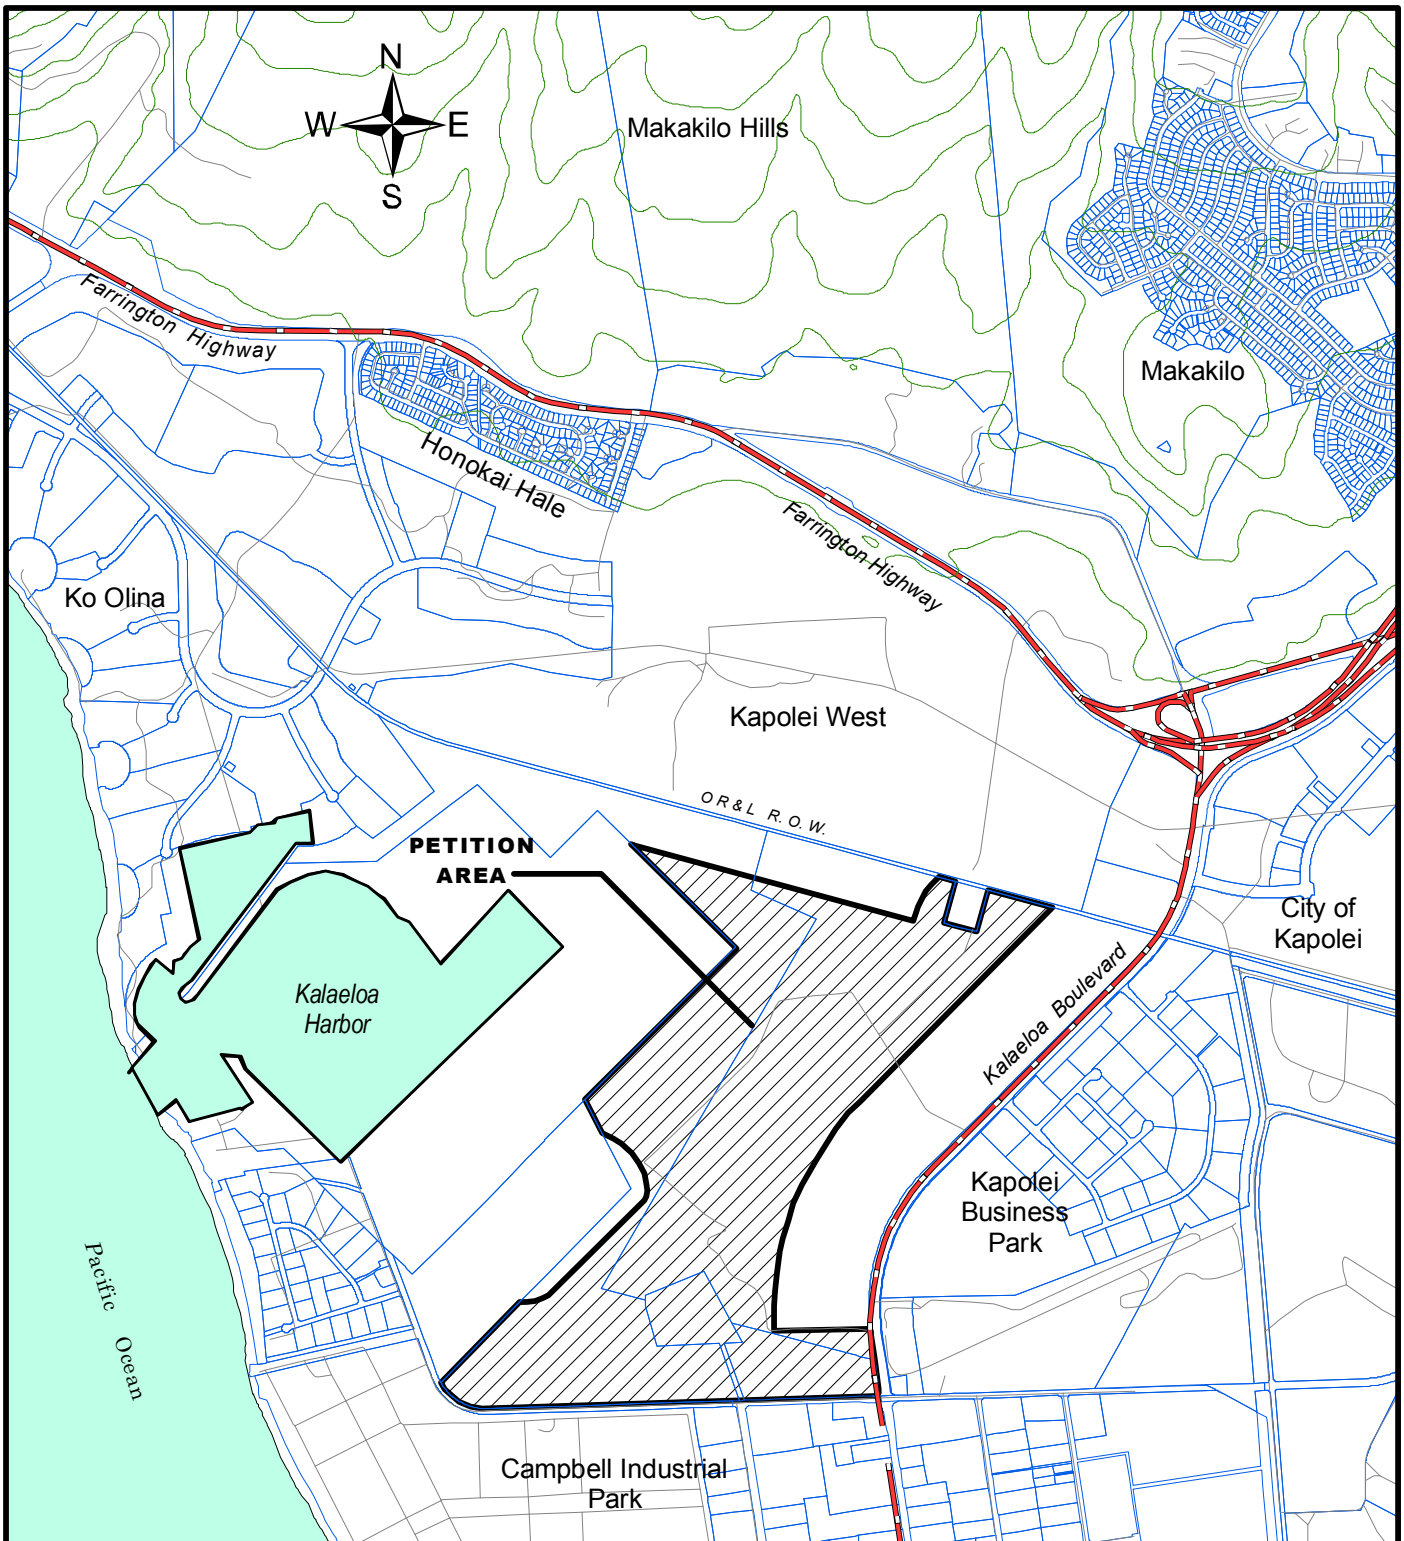 N
W E
S
Makakilo Hills
Farrington Highway
Makakilo
Honokai Hale
Farrington Highway
Ko Olina
Kapolei West
OR&L R.O.W.
PETITION
AREA
City of
Kapolei
Kalaeloa
Harbor
Kalaeloa Boulevard
Kapolei
Business
Park
Pacific Ocean
Campbell Industrial
Park